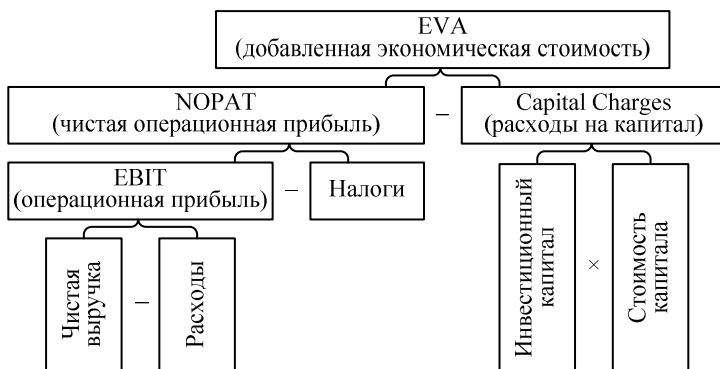 EVA
(добавленная экономическая стоимость)
NOPAT
(чистая операционная прибыль)
–
Capital Charges
(расходы на капитал)
EBIT
(операционная прибыль)
–
Налоги
Чистая
выручка
–
Расходы
Инвестиционный
капитал
×
Стоимость
капитала